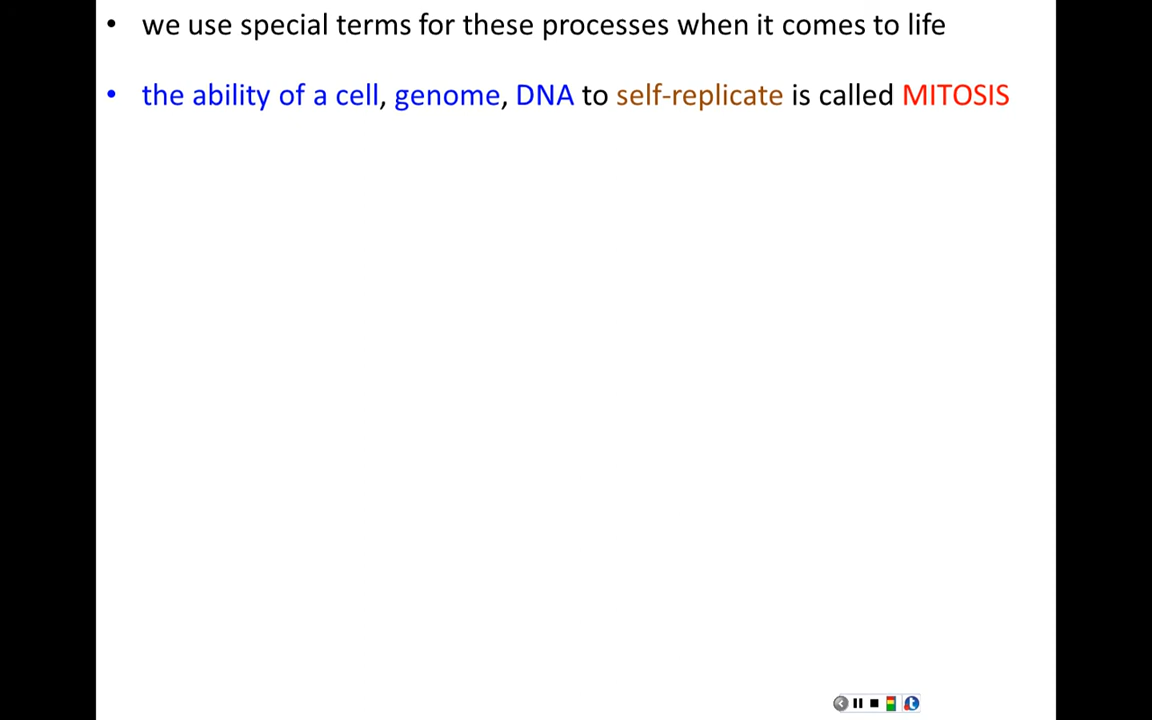 • we use special terms for these processes when it comes to life
• the ability of a cell, genome, DNA to self-replicate is called MITOSIS